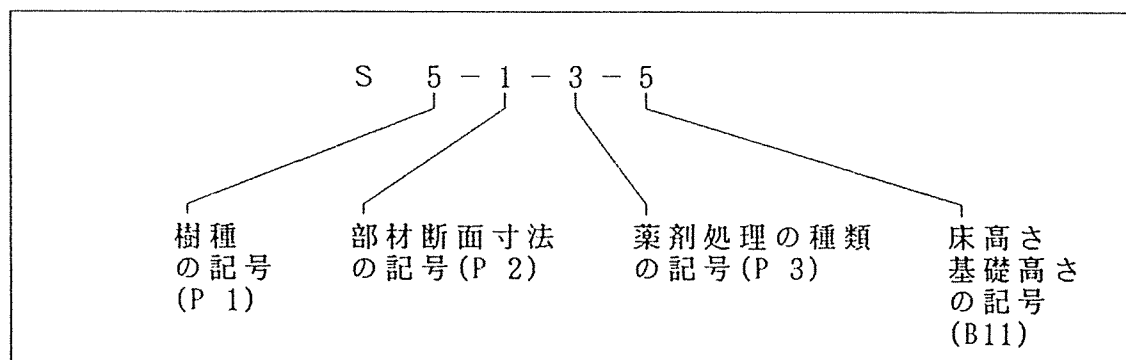 S 5-1-3-5
樹種
の記号
(P 1)
部材断面寸法
の記号(P 2)
薬剤処理の種類
の記号(P 3)
床高さ
基礎高さ
の記号
(B11)